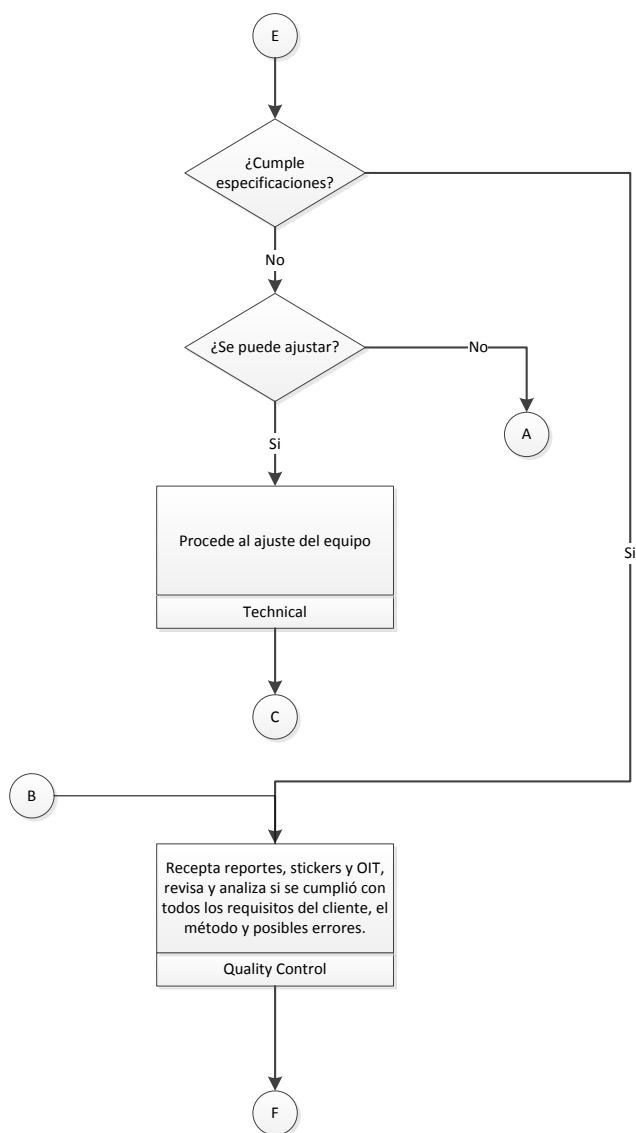 E
¿Cumple
especificaciones?
No
¿Se puede ajustar?
No
A
Si
Procede al ajuste del equipo
Si
Technical
C
B
Recepta reportes, stickers y OIT,
revisa y analiza si se cumplió con
todos los requisitos del cliente, el
método y posibles errores.
Quality Control
F